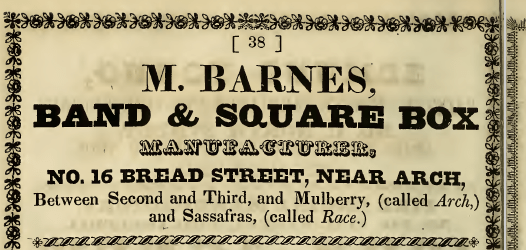 [ 38 ]
M. BARNES,
BAND & SQUARE BOX
MANUFACTURER,
NO. 16 BREAD STREET, NEAR ARCH,
Between Second and Third, and Mulberry, (called Arch,)
and Sassafras, (called Race.)